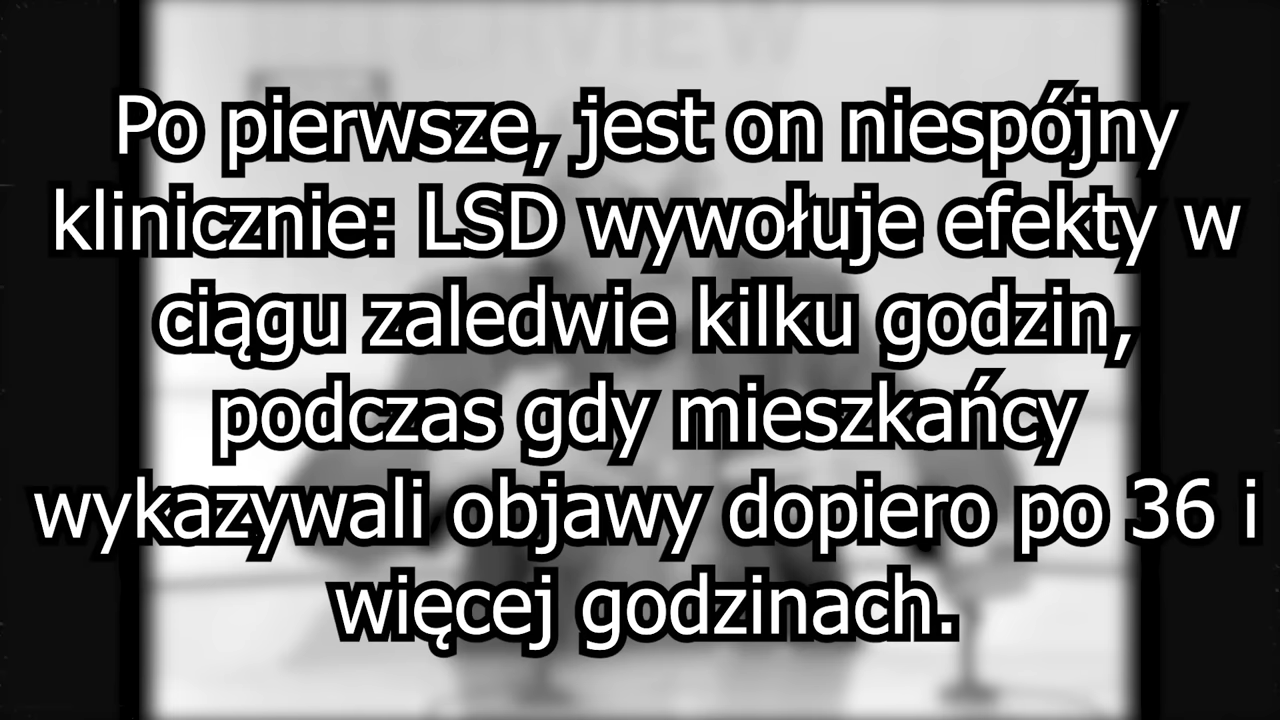 Po pierwsze, jest on niespójny
klinicznie: LSD wywołuje efekty w
ciągu zaledwie kilku godzin,
podczas gdy mieszkańcy
wykazywali objawy dopiero po 36 i
więcej godzinach.